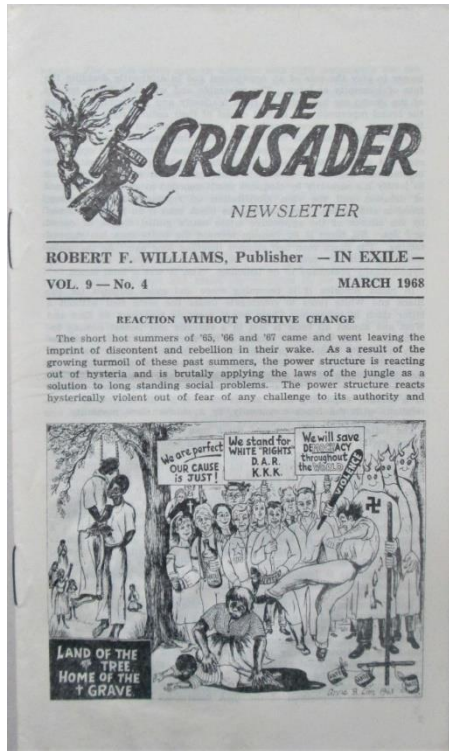 THE
CRUSADER
NEWSLETTER
ROBERT F. WILLIAMS, Publisher — IN EXILE —
VOL. 9 — No. 4 MARCH 1968
REACTION WITHOUT POSITIVE CHANGE
The short hot summers of '65, '66 and '67 came and went leaving the
imprint of discontent and rebellion in their wake. As a result of the
growing turmoil of these past summers, the power structure is reacting
out of hysteria and is brutally applying the laws of the jungle as a
solution to long standing social problems. The power structure reacts
hysterically violent out of fear of any challenge to its authority and
We are perfect
OUR CAUSE
is JUST!
We stand for
WHITE "RIGHTS"
D.A.R.
K.K.K.
We will save
throughout
the
VIOLENCE
LAND OF THE
TREE
HOME OF THE
GRAVE